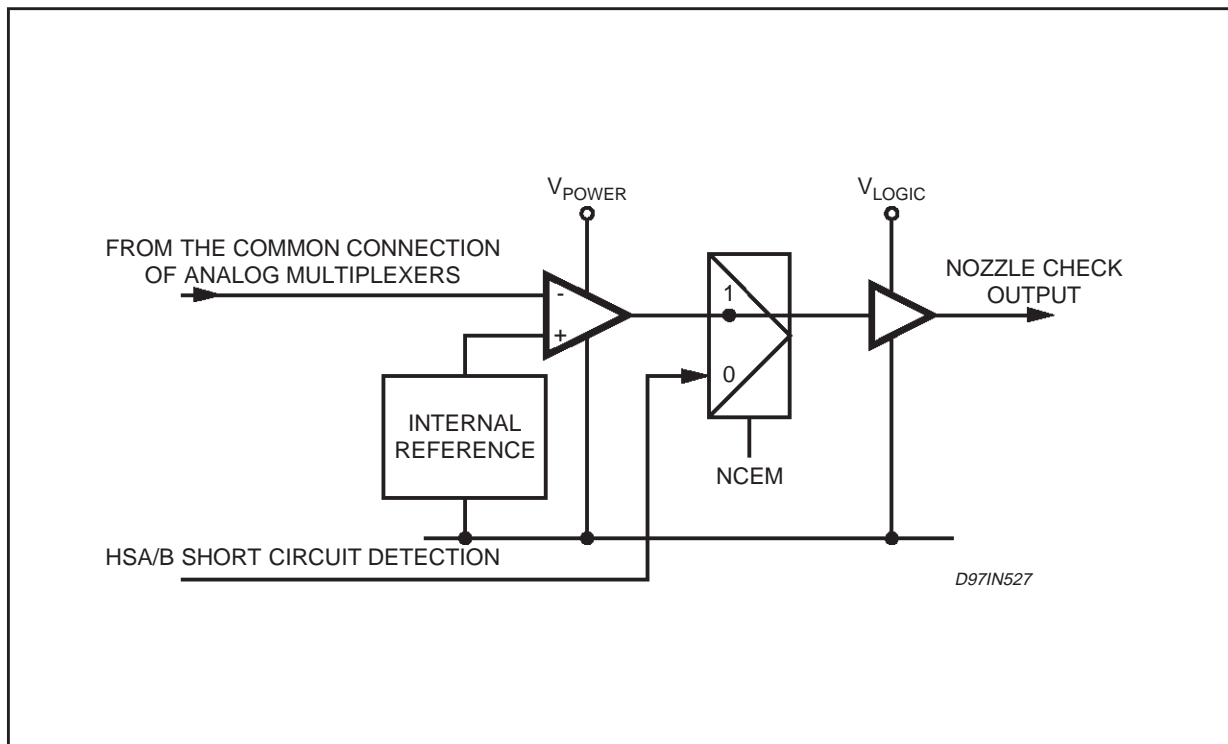 VPOWER
VLOGIC
FROM THE COMMON CONNECTION
OF ANALOG MULTIPLEXERS
NOZZLE CHECK
OUTPUT
-
+
1
0
INTERNAL
REFERENCE
NCEM
HSA/B SHORT CIRCUIT DETECTION
D97IN527